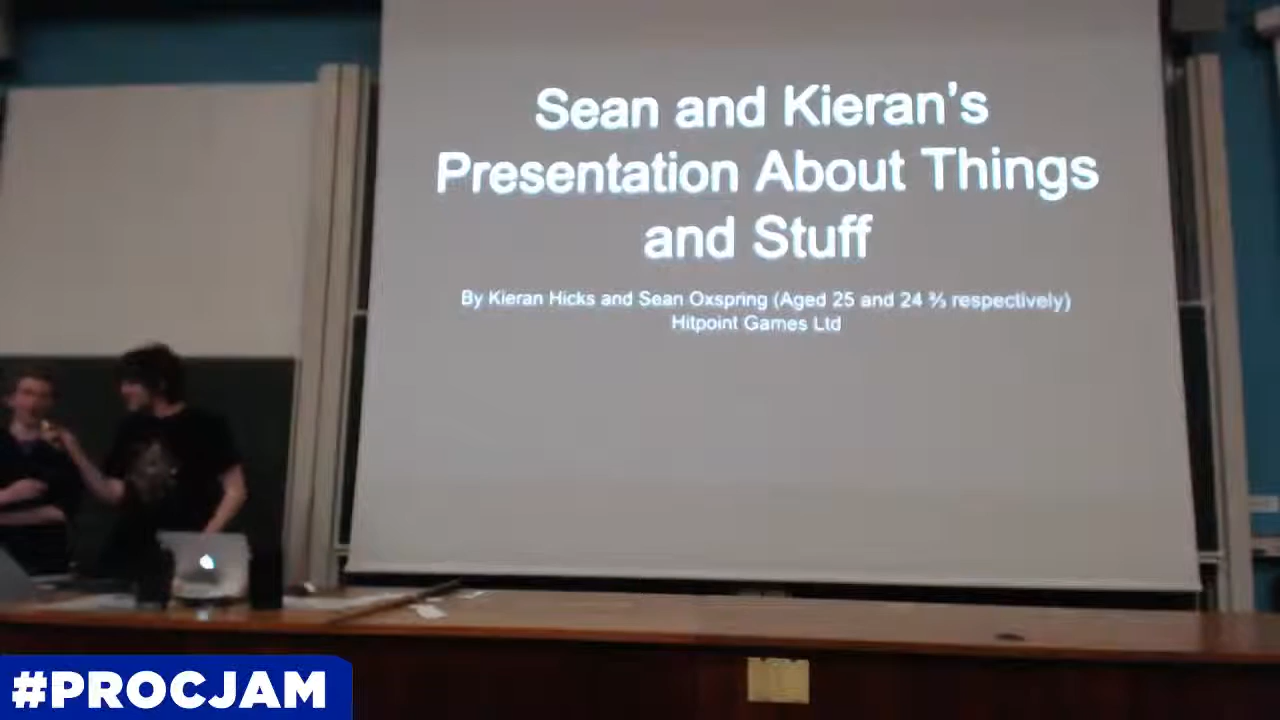 Sean and Kieran's
Presentation About Things
and Stuff
By Kieran Hicks and Sean Oxspring (Aged 25 and 24 ⅔ respectively)
Hitpoint Games Ltd
#PROCJAM